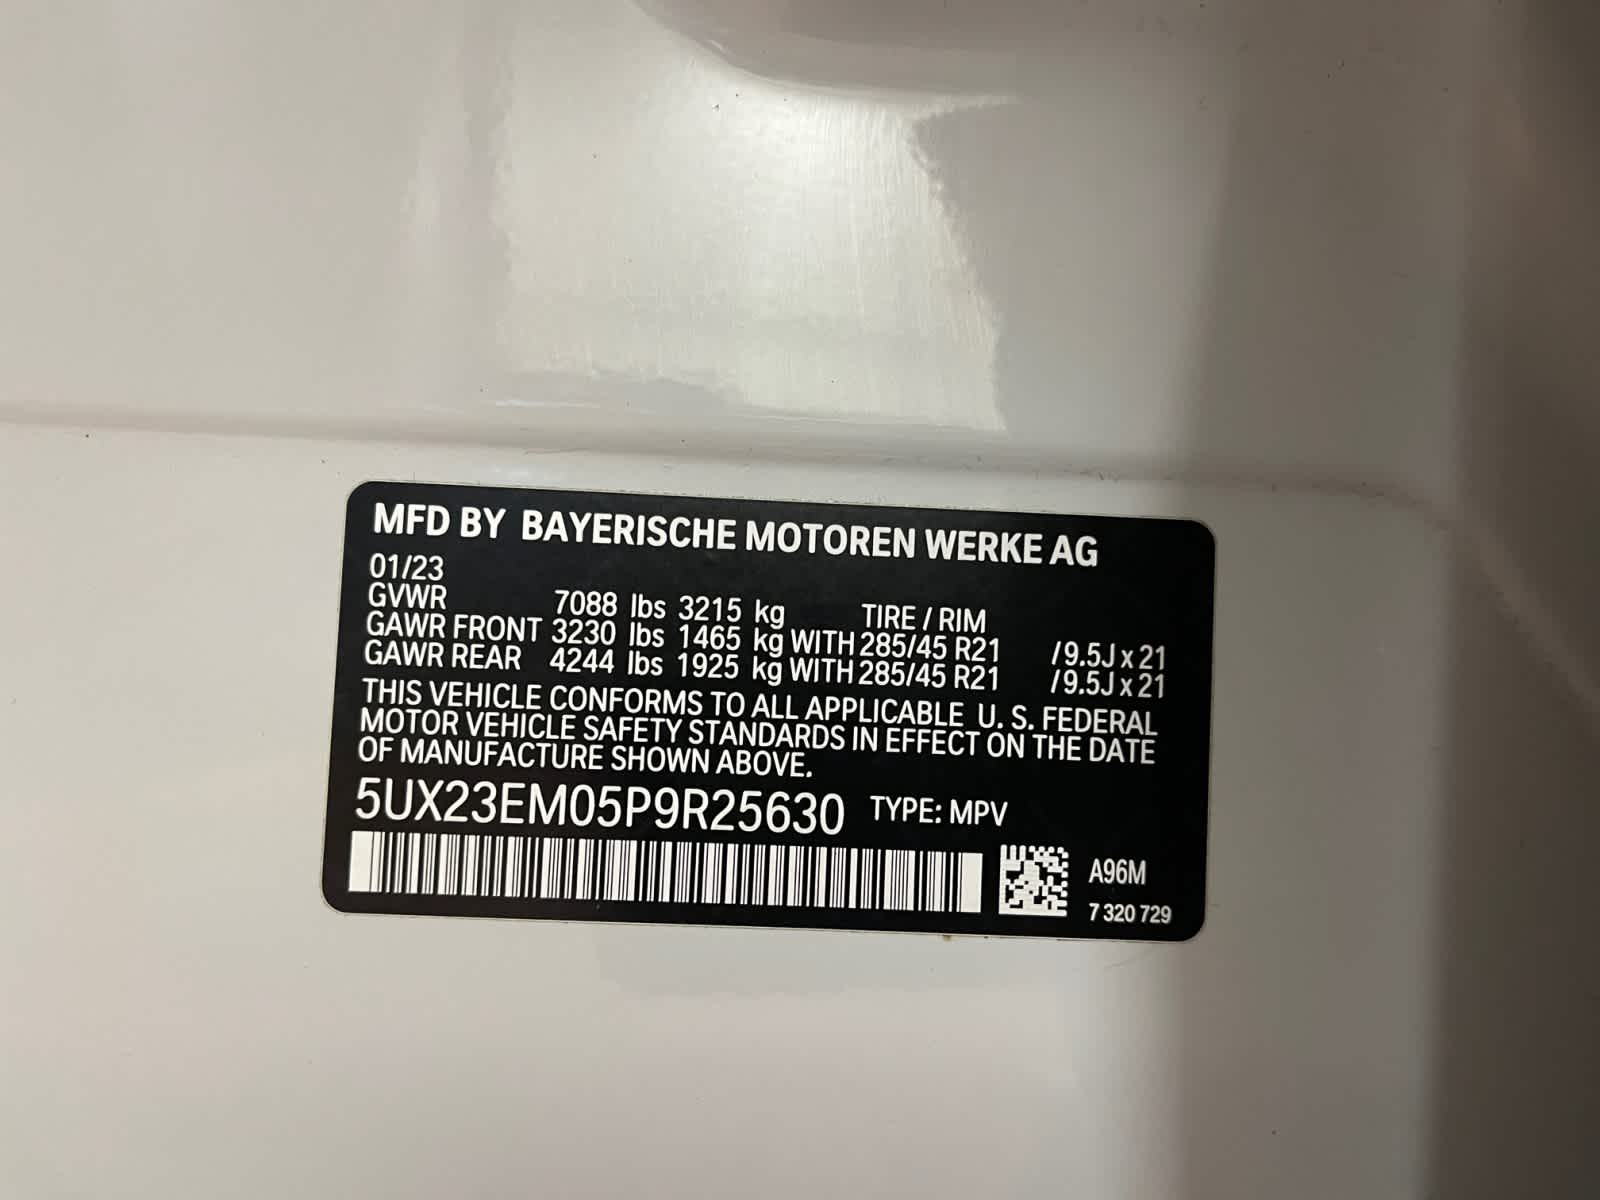 MFD BY BAYERISCHE MOTOREN WERKE AG
01/23
GVWR 7088 lbs 3215 kg TIRE / RIM
GAWR FRONT 3230 lbs 1465 kg WITH 285/45 R21 /9.5J x 21
GAWR REAR 4244 lbs 1925 kg WITH 285/45 R21 /9.5J x 21
THIS VEHICLE CONFORMS TO ALL APPLICABLE U. S. FEDERAL
MOTOR VEHICLE SAFETY STANDARDS IN EFFECT ON THE DATE
OF MANUFACTURE SHOWN ABOVE.
5UX23EM05P9R25630 TYPE: MPV
A96M
7 320 729